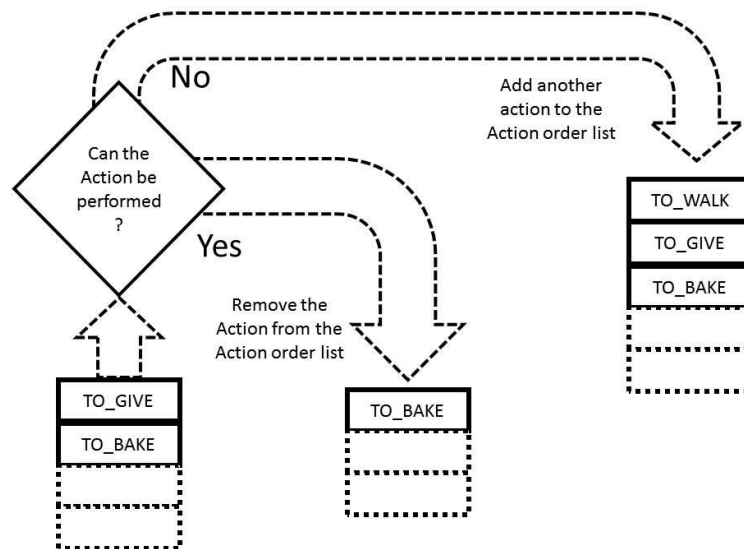 No
Add another
action to the
Action order list
Can the
Action be
performed
?
TO_WALK
TO_GIVE
TO_BAKE
Yes
Remove the
Action from the
Action order list
TO_GIVE
TO_BAKE
TO_BAKE